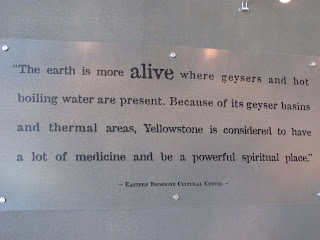 “The earth is more alive where geysers and hot
boiling water are present. Because of its geyser basins
and thermal areas, Yellowstone is considered to have
a lot of medicine and be a powerful spiritual place.”
~ Eastern Shoshone Cultural Center ~